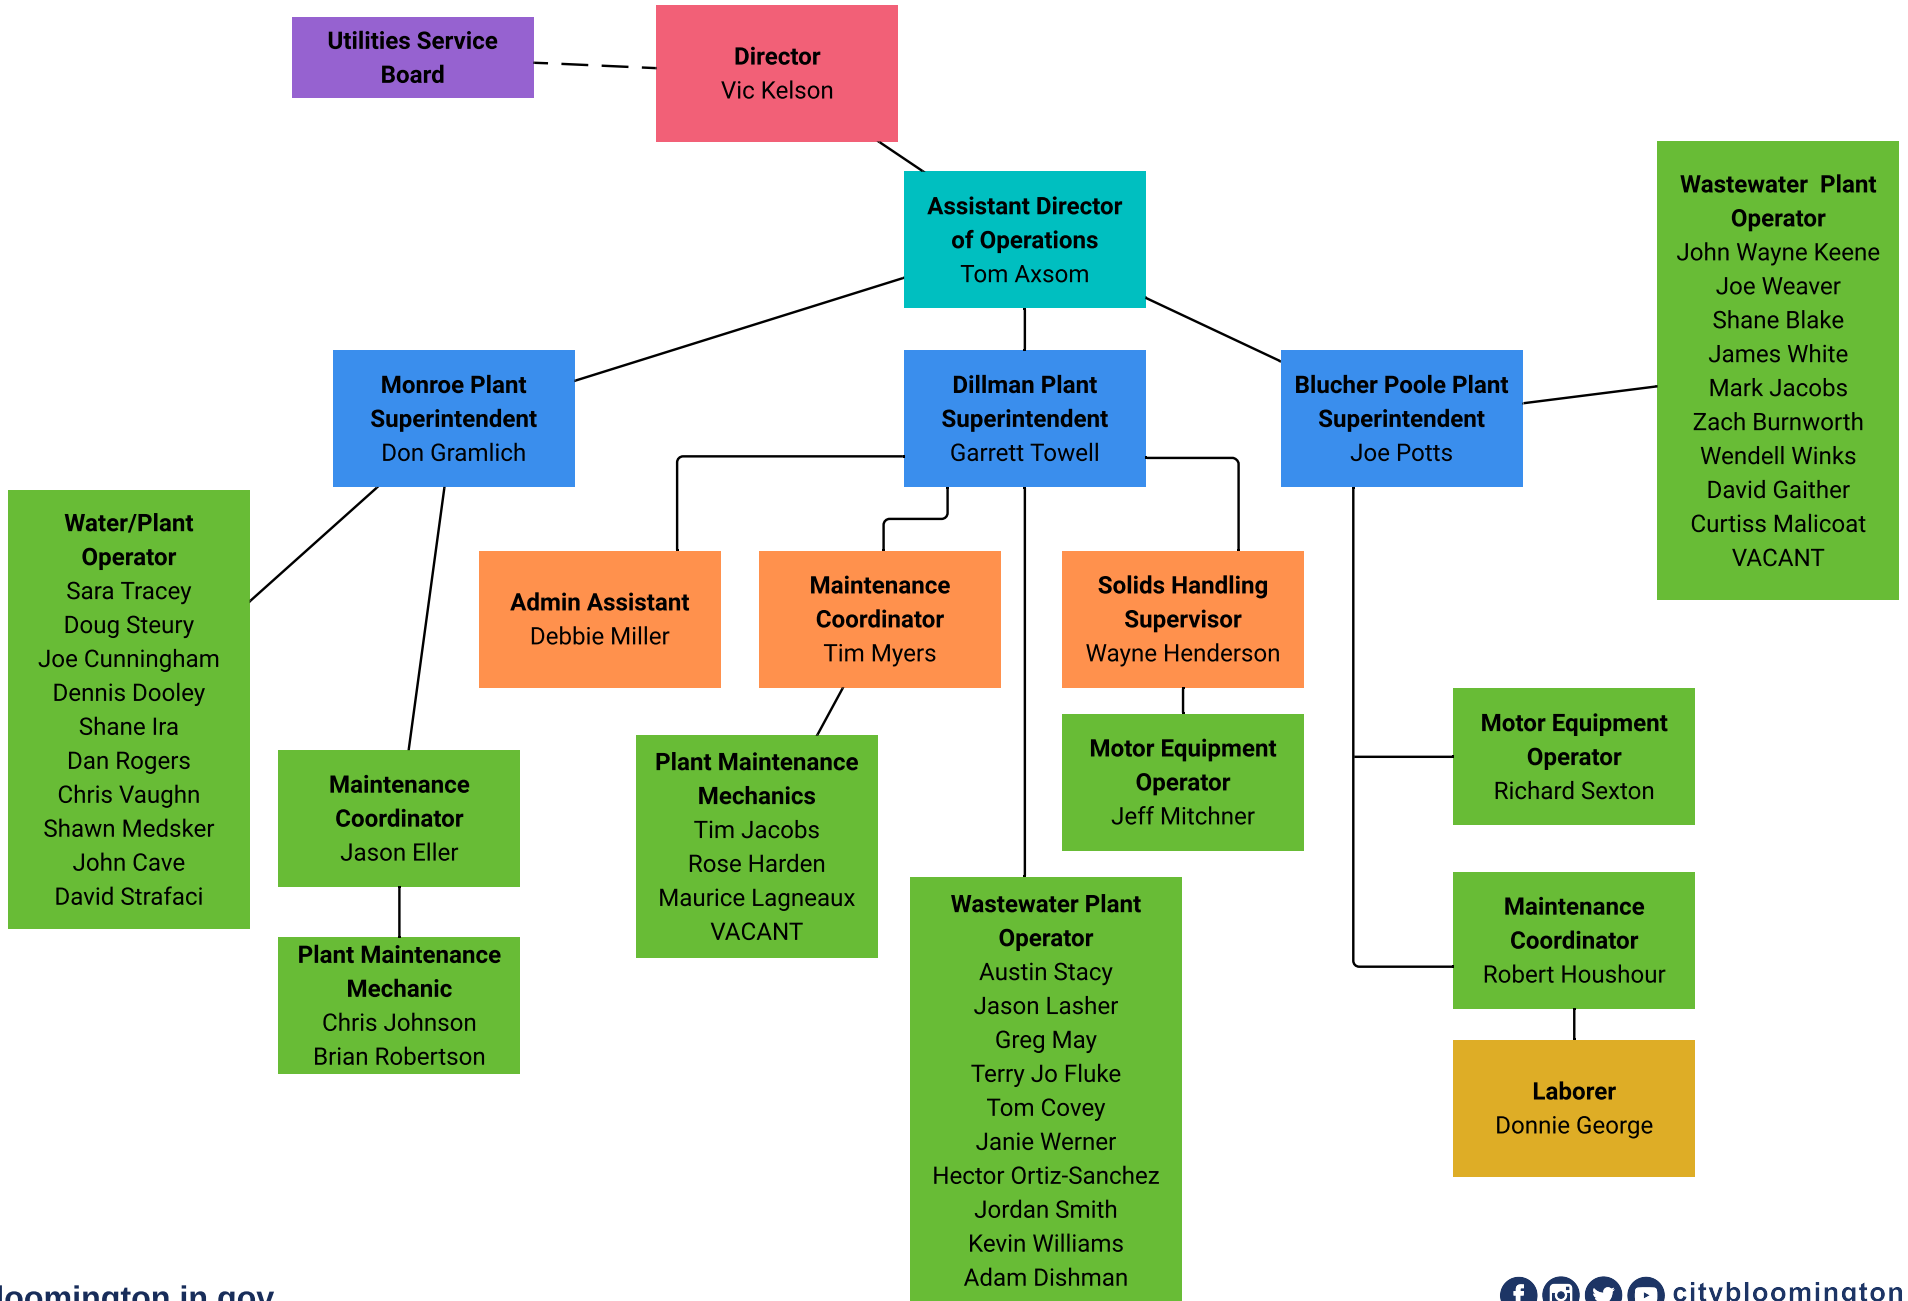 Utilities Service
Board
Director
Vic Kelson
Assistant Director
of Operations
Tom Axsom
Monroe Plant
Superintendent
Don Gramlich
Dillman Plant
Superintendent
Garrett Towell
Blucher Poole Plant
Superintendent
Joe Potts
Wastewater Plant
Operator
John Wayne Keene
Joe Weaver
Shane Blake
James White
Mark Jacobs
Zach Burnworth
Wendell Winks
David Gaither
Curtiss Malicoat
VACANT
Water/Plant
Operator
Sara Tracey
Doug Steury
Joe Cunningham
Dennis Dooley
Shane Ira
Dan Rogers
Chris Vaughn
Shawn Medsker
John Cave
David Strafaci
Maintenance
Coordinator
Jason Eller
Plant Maintenance
Mechanic
Chris Johnson
Brian Robertson
Admin Assistant
Debbie Miller
Maintenance
Coordinator
Tim Myers
Plant Maintenance
Mechanics
Tim Jacobs
Rose Harden
Maurice Lagneaux
VACANT
Solids Handling
Supervisor
Wayne Henderson
Motor Equipment
Operator
Jeff Mitchner
Wastewater Plant
Operator
Austin Stacy
Jason Lasher
Greg May
Terry Jo Fluke
Tom Covey
Janie Werner
Hector Ortiz-Sanchez
Jordan Smith
Kevin Williams
Adam Dishman
Motor Equipment
Operator
Richard Sexton
Maintenance
Coordinator
Robert Houshour
Laborer
Donnie George
loomington.in.gov
citybloomington